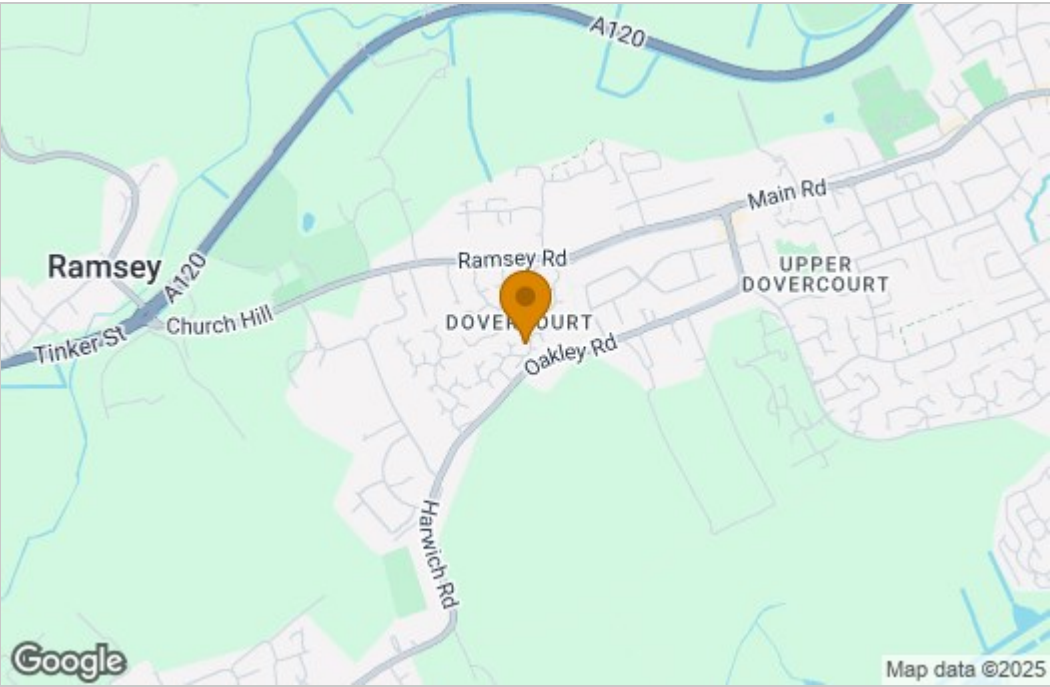 A120
Main Rd
Ramsey Rd
Ramsey
A120
UPPER
DOVERCOURT
DOVERCOURT
Church Hill
Tinker St
Oakley Rd
Harwich Rd
Google
Map data ©2025